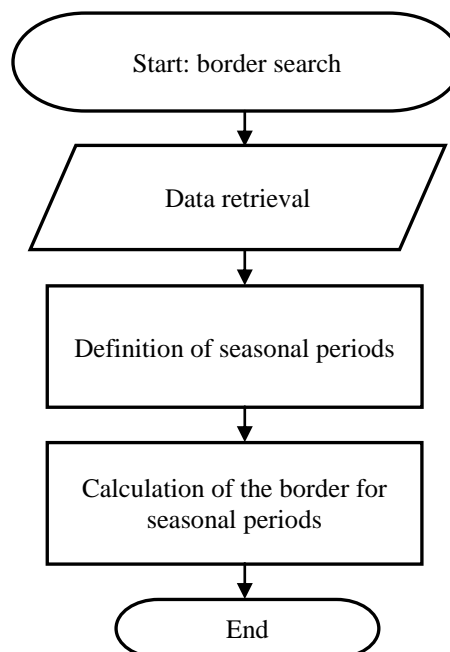 Start: border search
Data retrieval
Definition of seasonal periods
Calculation of the border for
seasonal periods
End